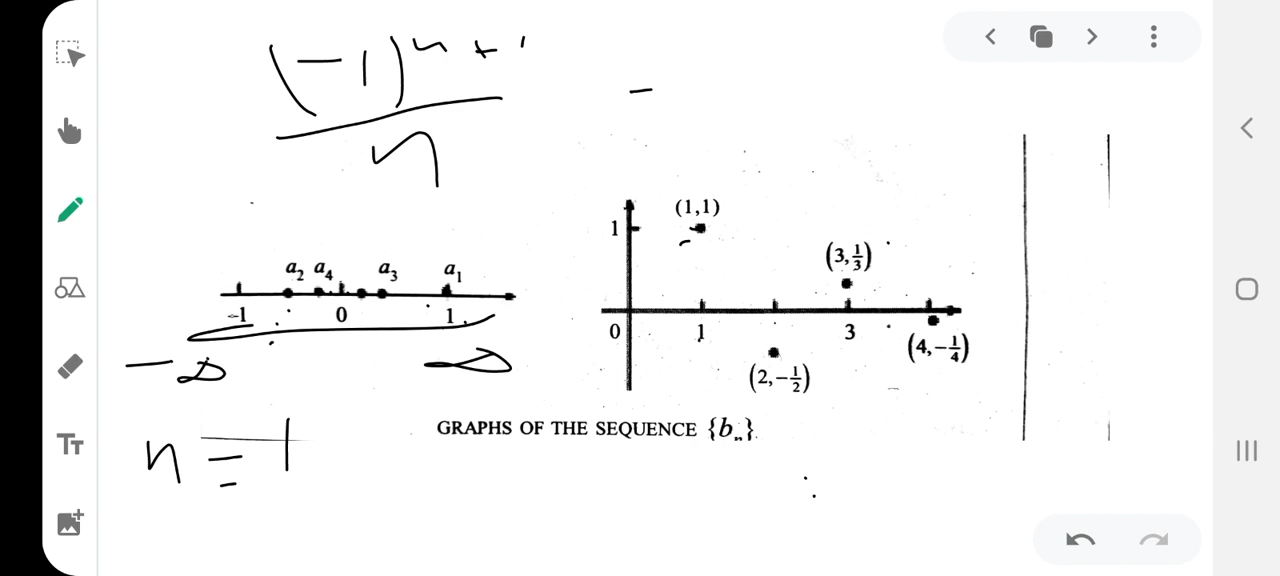 (-1)ⁿ⁺¹
n
−
(1,1)
1
(3,1/3)
a₂ a₄ a₃ a₁
-1 0 1
0 1 3
(4,-1/4)
(2,-1/2)
-∞ ∞
GRAPHS OF THE SEQUENCE {bₙ}.
n = 1
Tт